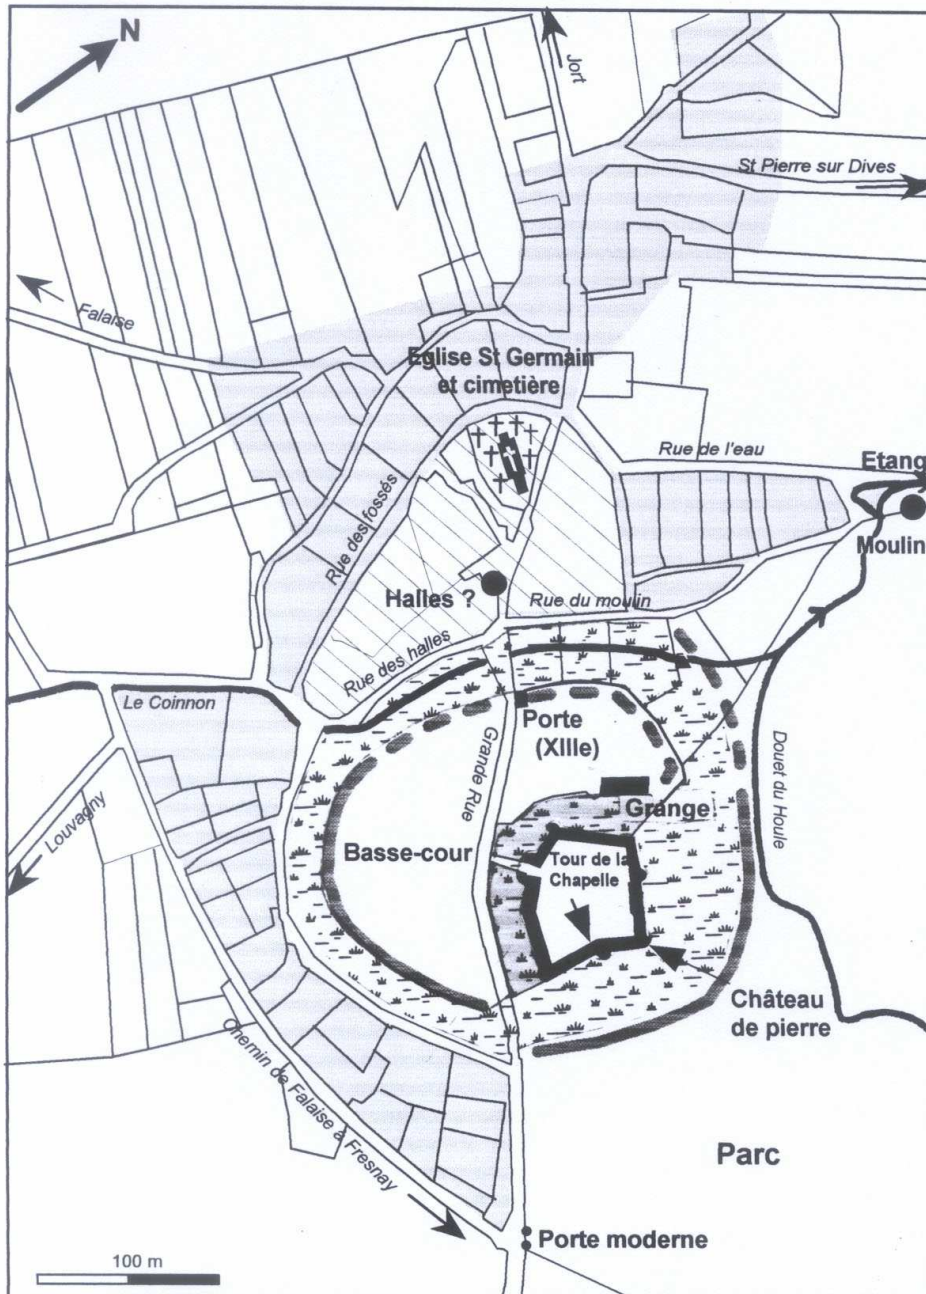 N
Jort
St Pierre sur Dives
Falaise
Eglise St Germain
et cimetière
Rue de l'eau
Etang
Moulin
Rue des fossés
Halles ?
Rue du moulin
Rue des halles
Le Coinnon
Porte
(XIIIe)
Grande Rue
Douet du Houle
Grange
Louvagny
Basse-cour
Tour de la
Chapelle
Château
de pierre
Chemin de Falaise à Fresnay
Parc
Porte moderne
100 m